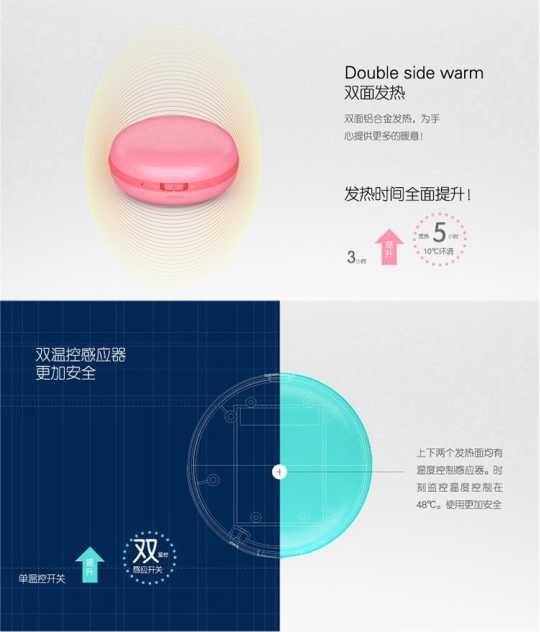 Double side warm
双面发热
双面铝合金发热，为手
心提供更多的暖意！
发热时间全面提升！
3小时
提升
发热5小时
10℃环境
双温控感应器
更加安全
上下两个发热面均有
温度控制感应器。时
刻监控温度控制在
48℃。使用更加安全
单温控开关
提升
双温控
感应开关